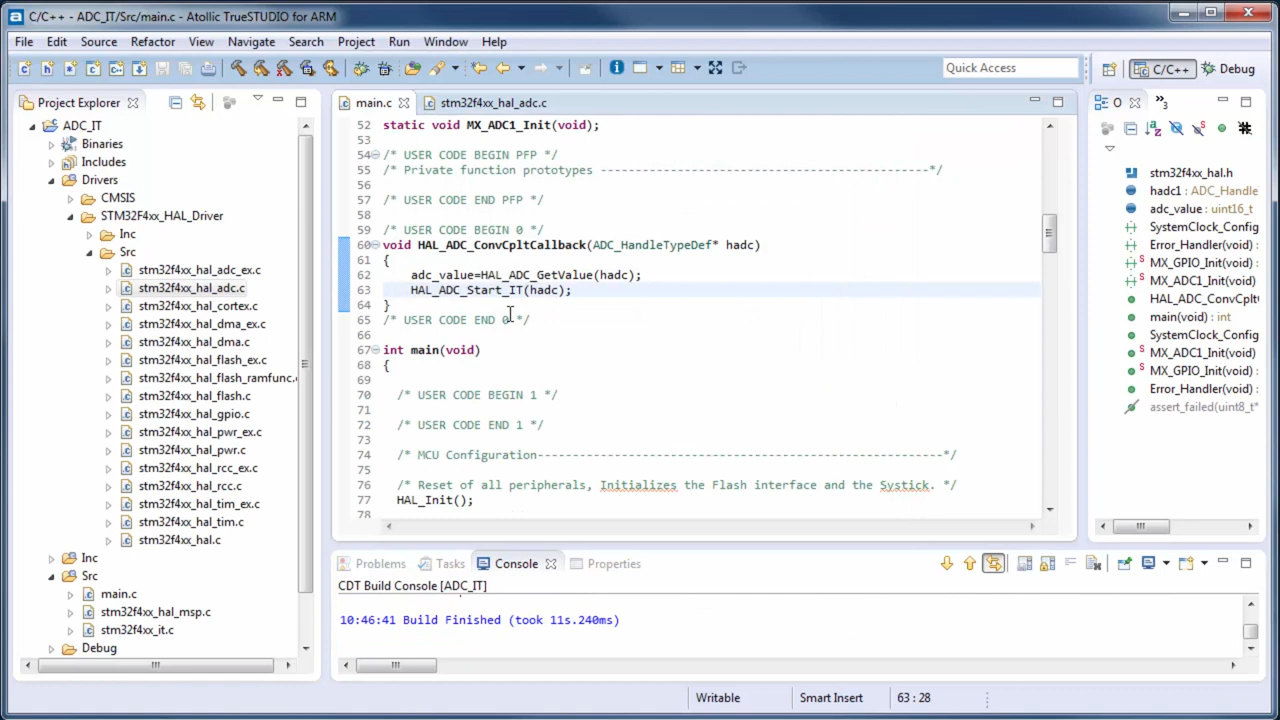 C/C++ - ADC_IT/Src/main.c - Atollic TrueSTUDIO for ARM
File Edit Source Refactor View Navigate Search Project Run Window Help
Quick Access
C/C++
Debug
Project Explorer
ADC_IT
Binaries
Includes
Drivers
CMSIS
STM32F4xx_HAL_Driver
Inc
Src
stm32f4xx_hal_adc_ex.c
stm32f4xx_hal_adc.c
stm32f4xx_hal_cortex.c
stm32f4xx_hal_dma_ex.c
stm32f4xx_hal_dma.c
stm32f4xx_hal_flash_ex.c
stm32f4xx_hal_flash_ramfunc.
stm32f4xx_hal_flash.c
stm32f4xx_hal_gpio.c
stm32f4xx_hal_pwr_ex.c
stm32f4xx_hal_pwr.c
stm32f4xx_hal_rcc_ex.c
stm32f4xx_hal_rcc.c
stm32f4xx_hal_tim_ex.c
stm32f4xx_hal_tim.c
stm32f4xx_hal.c
Inc
Src
main.c
stm32f4xx_hal_msp.c
stm32f4xx_it.c
Debug
main.c stm32f4xx_hal_adc.c
52 static void MX_ADC1_Init(void);
53
54 /* USER CODE BEGIN PFP */
55 /* Private function prototypes -----------------------------------------------*/
56
57 /* USER CODE END PFP */
58
59 /* USER CODE BEGIN 0 */
60 void HAL_ADC_ConvCpltCallback(ADC_HandleTypeDef* hadc)
61 {
62 adc_value=HAL_ADC_GetValue(hadc);
63 HAL_ADC_Start_IT(hadc);
64 }
65 /* USER CODE END 0 */
66
67 int main(void)
68 {
69
70 /* USER CODE BEGIN 1 */
71
72 /* USER CODE END 1 */
73
74 /* MCU Configuration----------------------------------------------------------*/
75
76 /* Reset of all peripherals, Initializes the Flash interface and the Systick. */
77 HAL_Init();
78
O
3
stm32f4xx_hal.h
hadc1 : ADC_Handle
adc_value : uint16_t
SystemClock_Config
Error_Handler(void)
MX_GPIO_Init(void)
MX_ADC1_Init(void)
HAL_ADC_ConvCplt
main(void) : int
SystemClock_Config
MX_ADC1_Init(void)
MX_GPIO_Init(void)
Error_Handler(void)
assert_failed(uint8_t*
Problems Tasks Console Properties
CDT Build Console [ADC_IT]
10:46:41 Build Finished (took 11s.240ms)
Writable Smart Insert 63 : 28